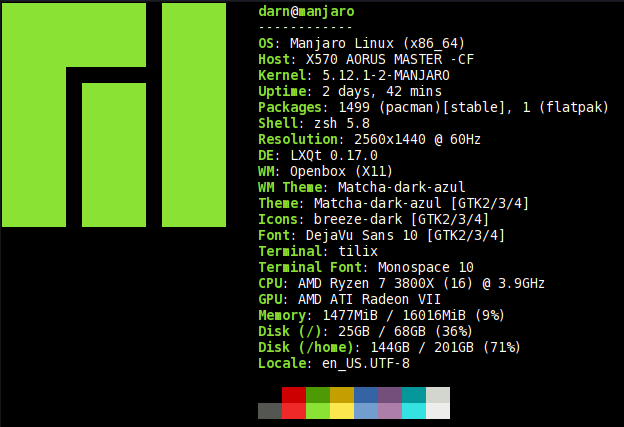 darn@manjaro
------------
OS: Manjaro Linux (x86_64)
Host: X570 AORUS MASTER -CF
Kernel: 5.12.1-2-MANJARO
Uptime: 2 days, 42 mins
Packages: 1499 (pacman)[stable], 1 (flatpak)
Shell: zsh 5.8
Resolution: 2560x1440 @ 60Hz
DE: LXQt 0.17.0
WM: Openbox (X11)
WM Theme: Matcha-dark-azul
Theme: Matcha-dark-azul [GTK2/3/4]
Icons: breeze-dark [GTK2/3/4]
Font: DejaVu Sans 10 [GTK2/3/4]
Terminal: tilix
Terminal Font: Monospace 10
CPU: AMD Ryzen 7 3800X (16) @ 3.9GHz
GPU: AMD ATI Radeon VII
Memory: 1477MiB / 16016MiB (9%)
Disk (/): 25GB / 68GB (36%)
Disk (/home): 144GB / 201GB (71%)
Locale: en_US.UTF-8